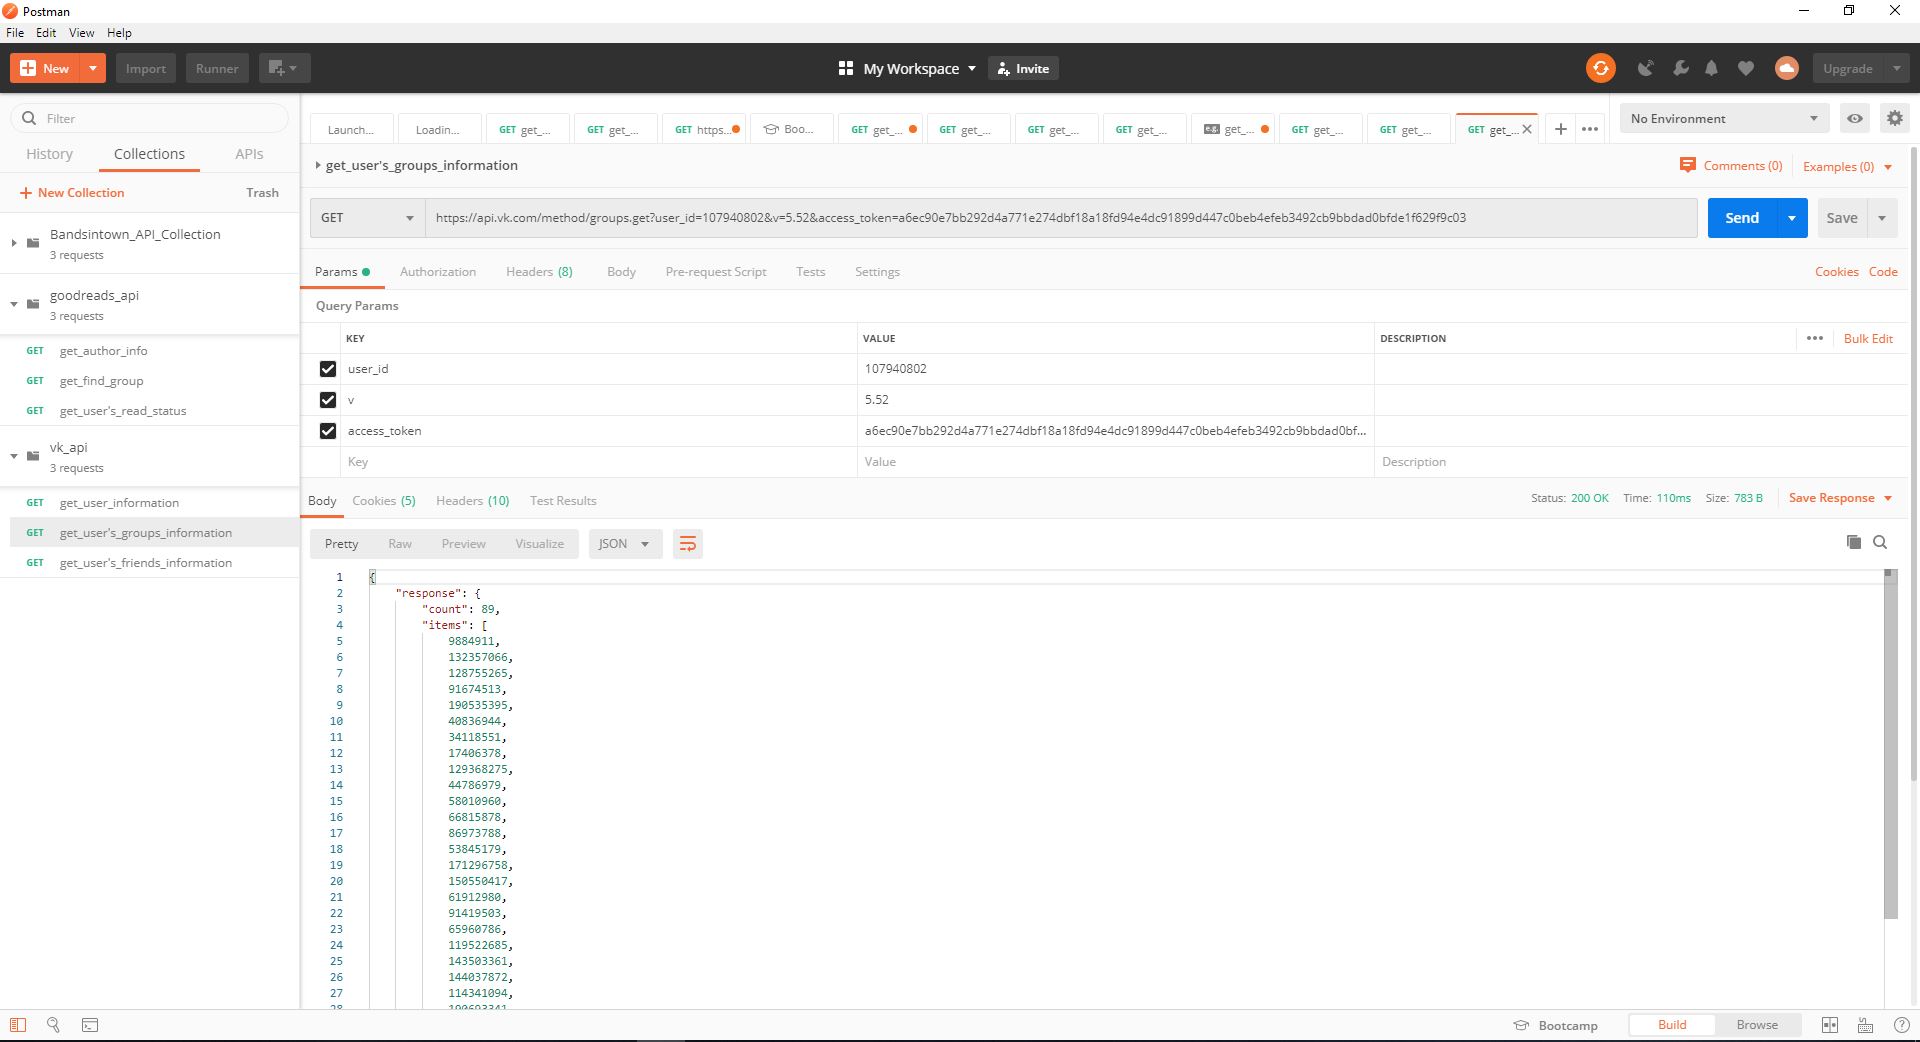 Postman
File Edit View Help
New Import Runner My Workspace Invite Upgrade
Filter
History Collections APIs
New Collection Trash
Bandsintown_API_Collection
3 requests
goodreads_api
3 requests
GET get_author_info
GET get_find_group
GET get_user's_read_status
vk_api
3 requests
GET get_user_information
GET get_user's_groups_information
GET get_user's_friends_information
Launch... Loadin... GET get_... GET get_... GET https... Boo... GET get_... GET get_... GET get_... GET get_... e.g. get_... GET get_... GET get_... GET get_...
No Environment
get_user's_groups_information
Comments (0) Examples (0)
GET https://api.vk.com/method/groups.get?user_id=107940802&v=5.52&access_token=a6ec90e7bb292d4a771e274dbf18a18fd94e4dc91899d447c0beb4efeb3492cb9bbdad0bfde1f629f9c03
Send Save
Params Authorization Headers (8) Body Pre-request Script Tests Settings Cookies Code
Query Params
KEY VALUE DESCRIPTION ••• Bulk Edit
user_id 107940802
v 5.52
access_token a6ec90e7bb292d4a771e274dbf18a18fd94e4dc91899d447c0beb4efeb3492cb9bbdad0bf...
Key Value Description
Body Cookies (5) Headers (10) Test Results Status: 200 OK Time: 110ms Size: 783 B Save Response
Pretty Raw Preview Visualize JSON
1 {
2 "response": {
3 "count": 89,
4 "items": [
5 9884911,
6 132357066,
7 128755265,
8 91674513,
9 190535395,
10 40836944,
11 34118551,
12 17406378,
13 129368275,
14 44786979,
15 58010960,
16 66815878,
17 86973788,
18 53845179,
19 171296758,
20 150550417,
21 61912980,
22 91419503,
23 65960786,
24 119522685,
25 143503361,
26 144037872,
27 114341094,
Bootcamp Build Browse